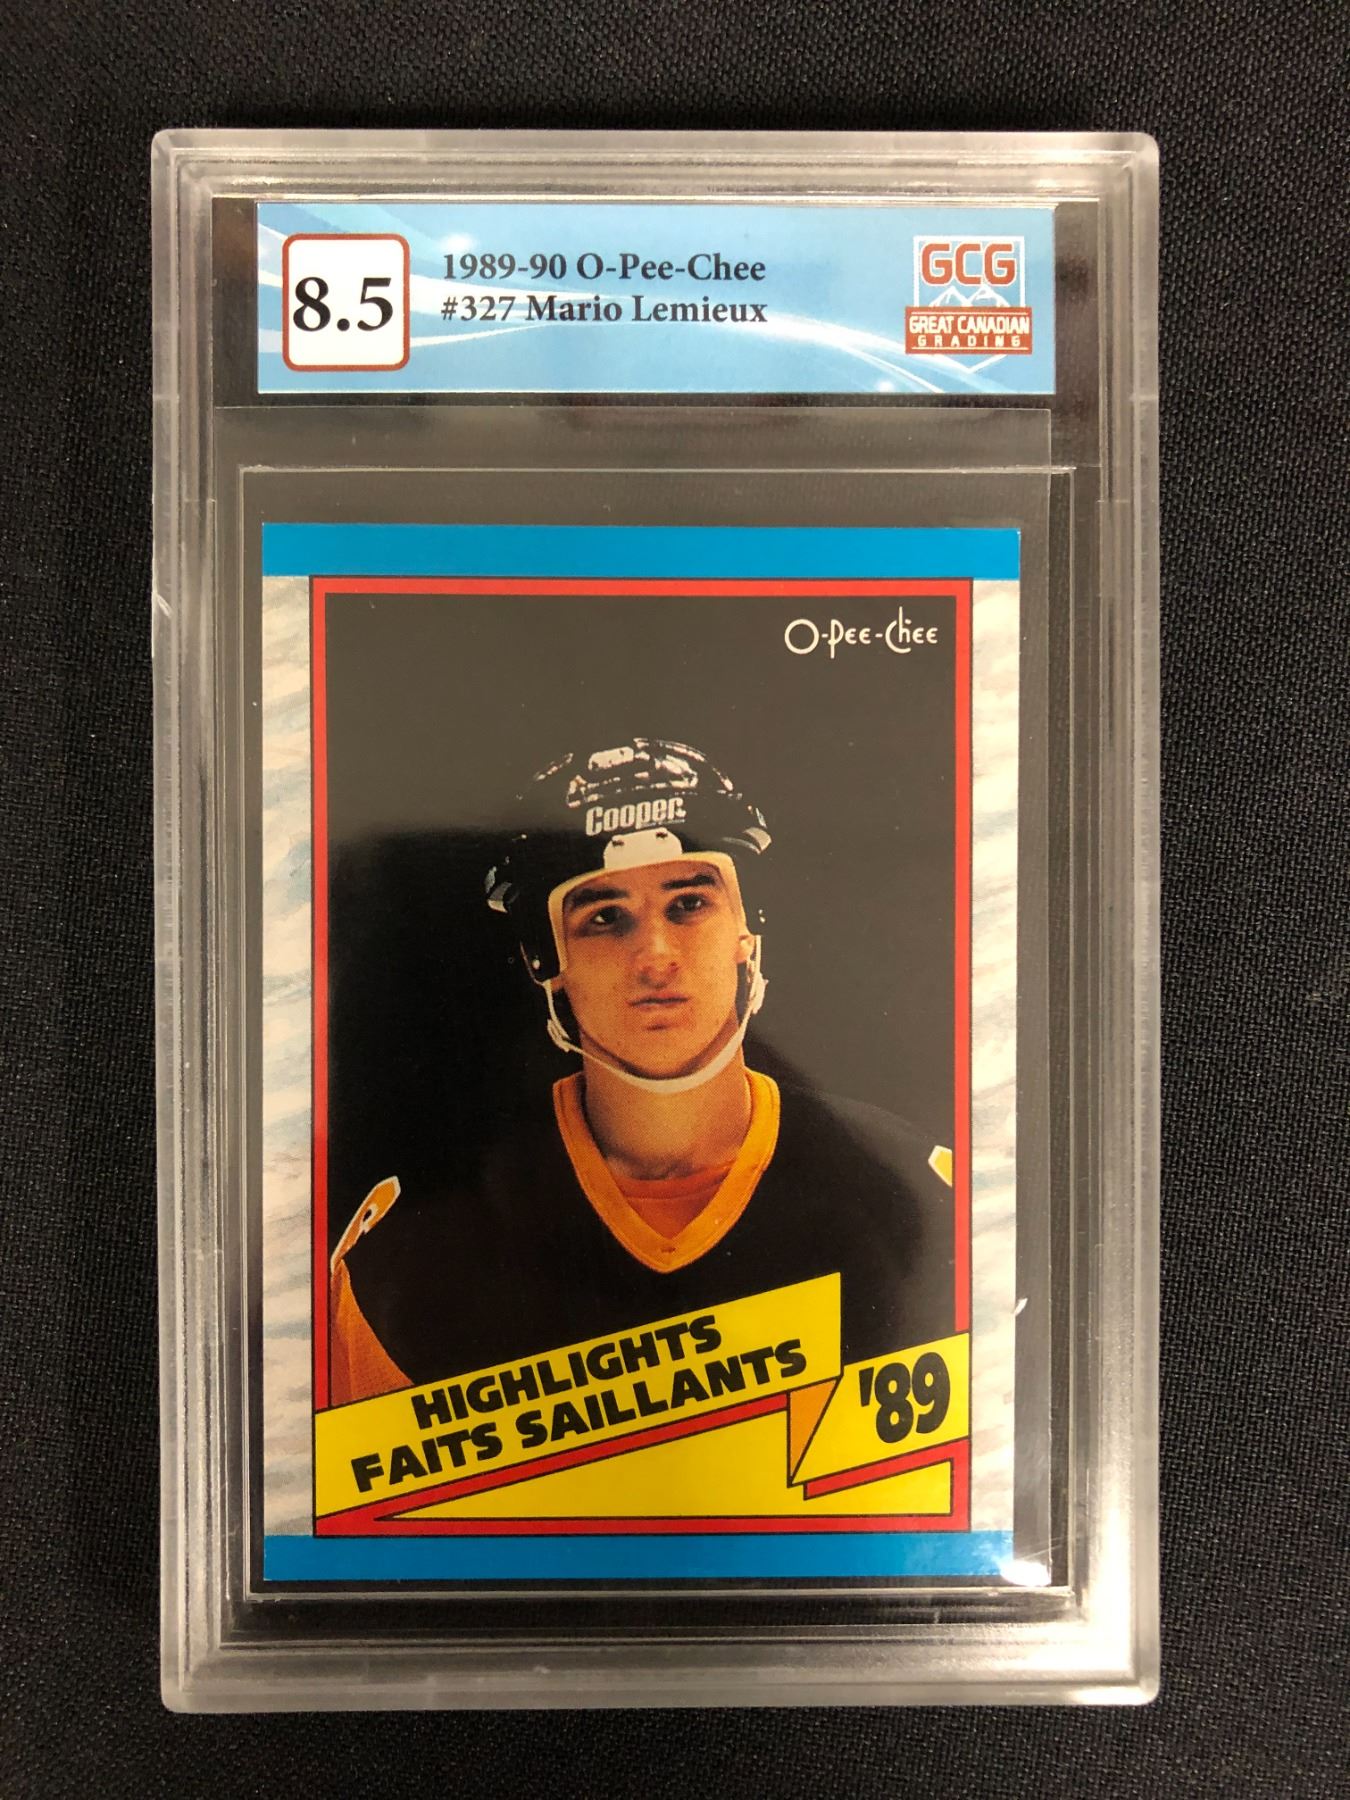 8.5
1989-90 O-Pee-Chee
#327 Mario Lemieux
GCG
GREAT CANADIAN
GRADING
O-Pee-Chee
Cooper
HIGHLIGHTS
FAITS SAILLANTS
'89